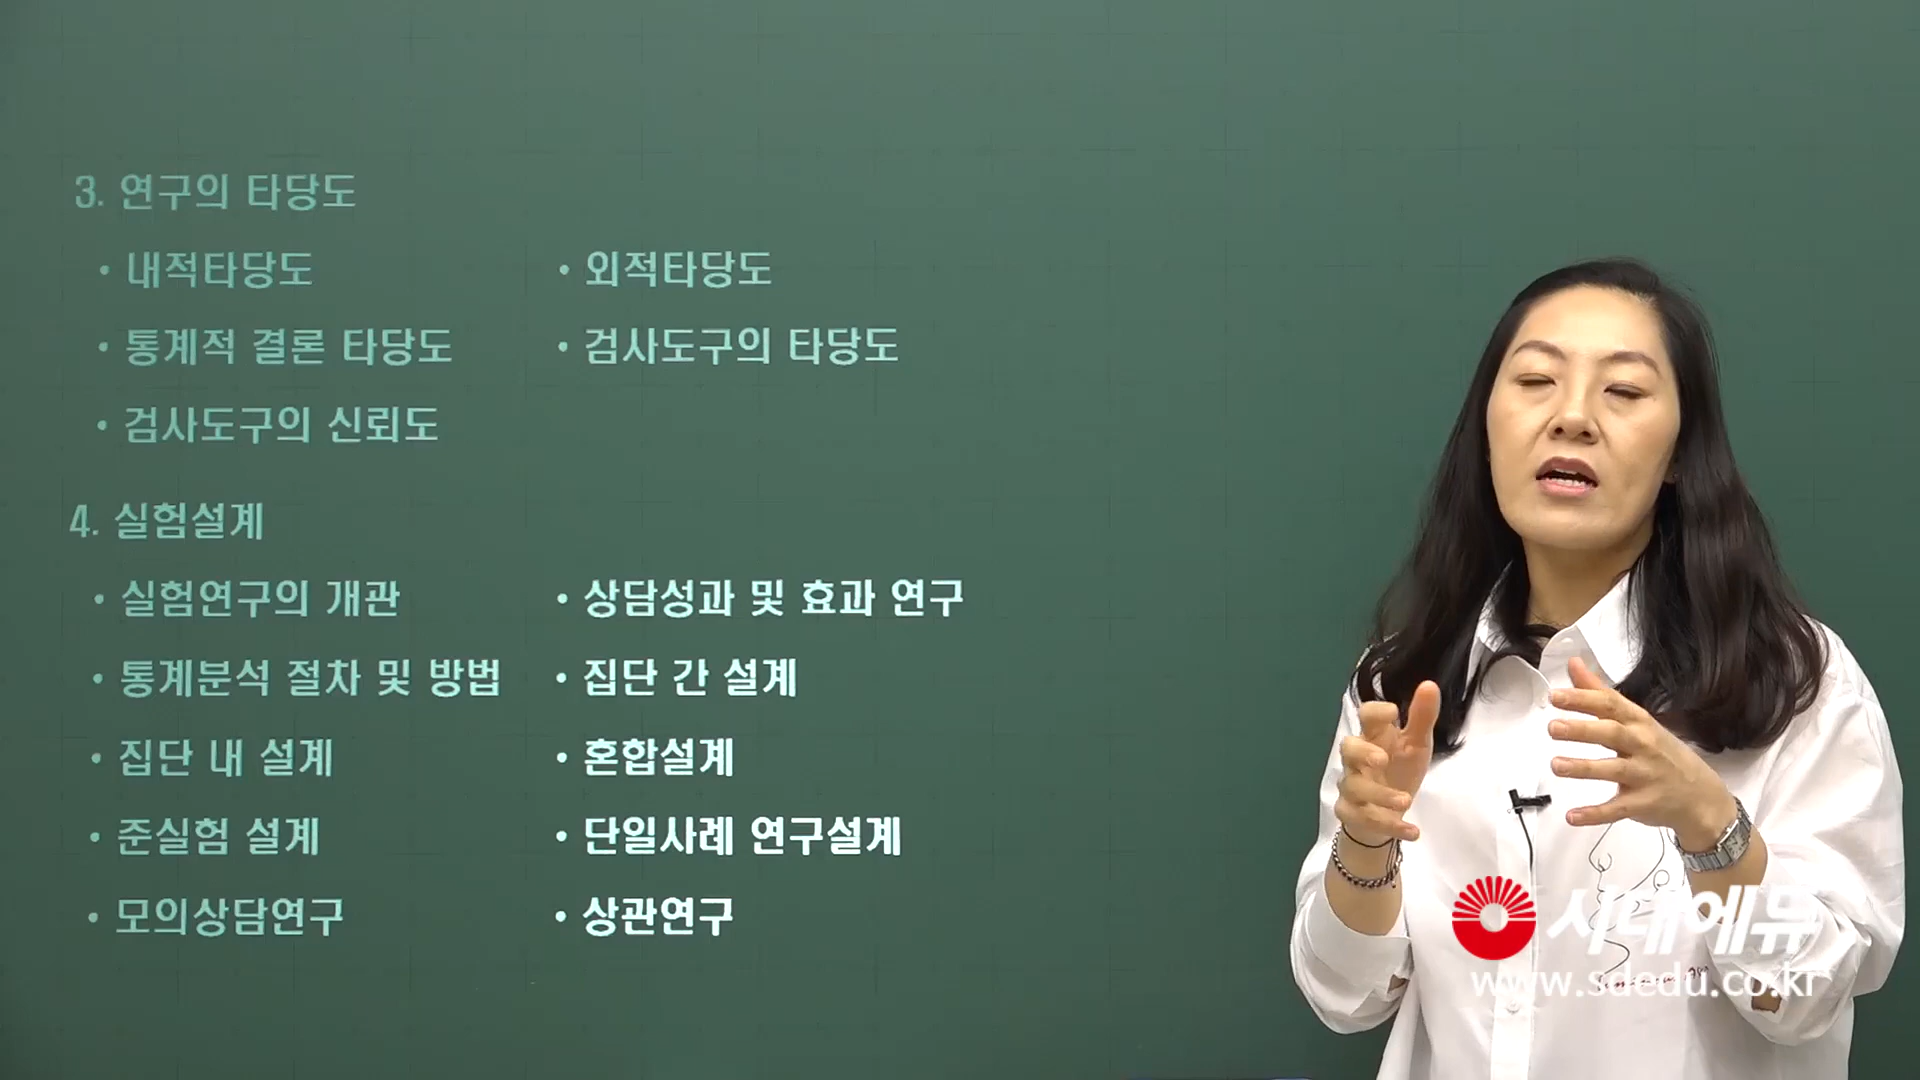 3. 연구의 타당도
• 내적타당도
• 외적타당도
• 통계적 결론 타당도
• 검사도구의 타당도
• 검사도구의 신뢰도
4. 실험설계
• 실험연구의 개관
• 상담성과 및 효과 연구
• 통계분석 절차 및 방법
• 집단 간 설계
• 집단 내 설계
• 혼합설계
• 준실험 설계
• 단일사례 연구설계
• 모의상담연구
• 상관연구
시대에듀
www.sdedu.co.kr